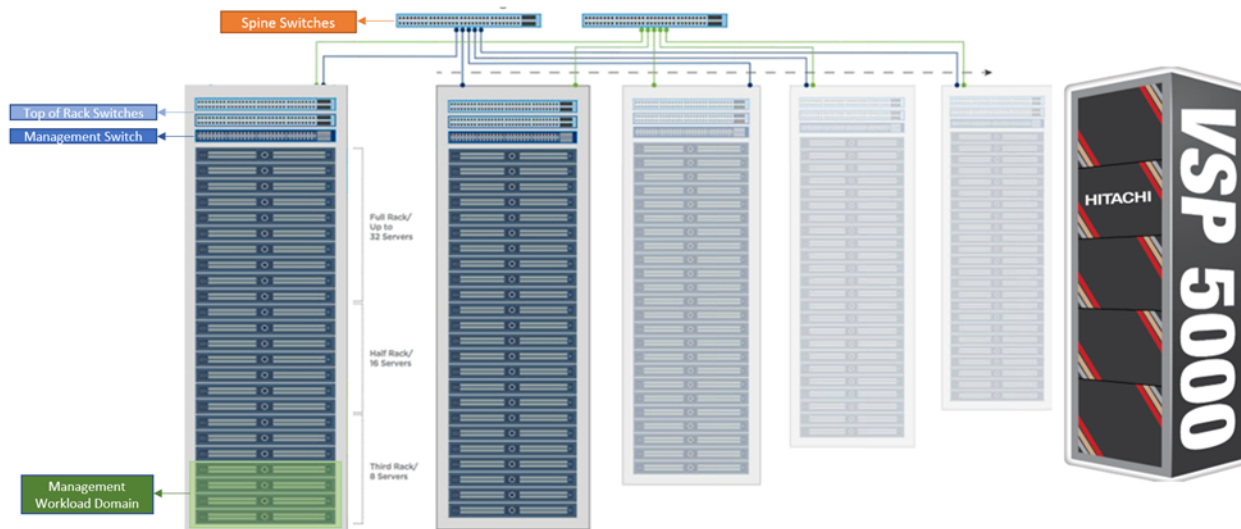 Spine Switches
Top of Rack Switches
Management Switch
Full Rack/
Up to
32 Servers
Half Rack/
16 Servers
Third Rack/
8 Servers
Management
Workload Domain
HITACHI
VSP 5000